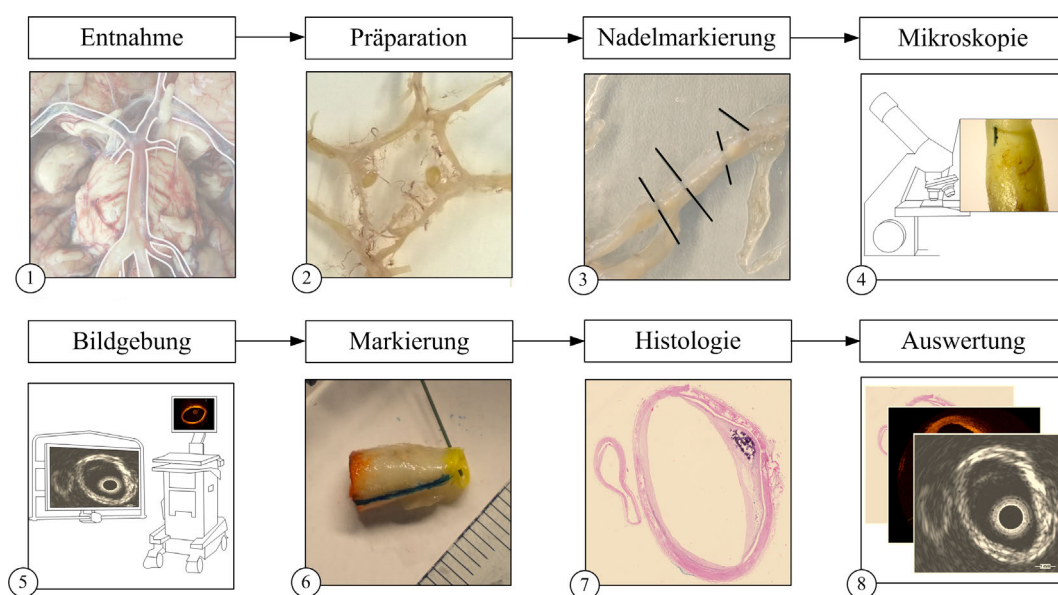 Entnahme
Präparation
Nadelmarkierung
Mikroskopie
1
2
3
4
Bildgebung
Markierung
Histologie
Auswertung
5
6
7
8